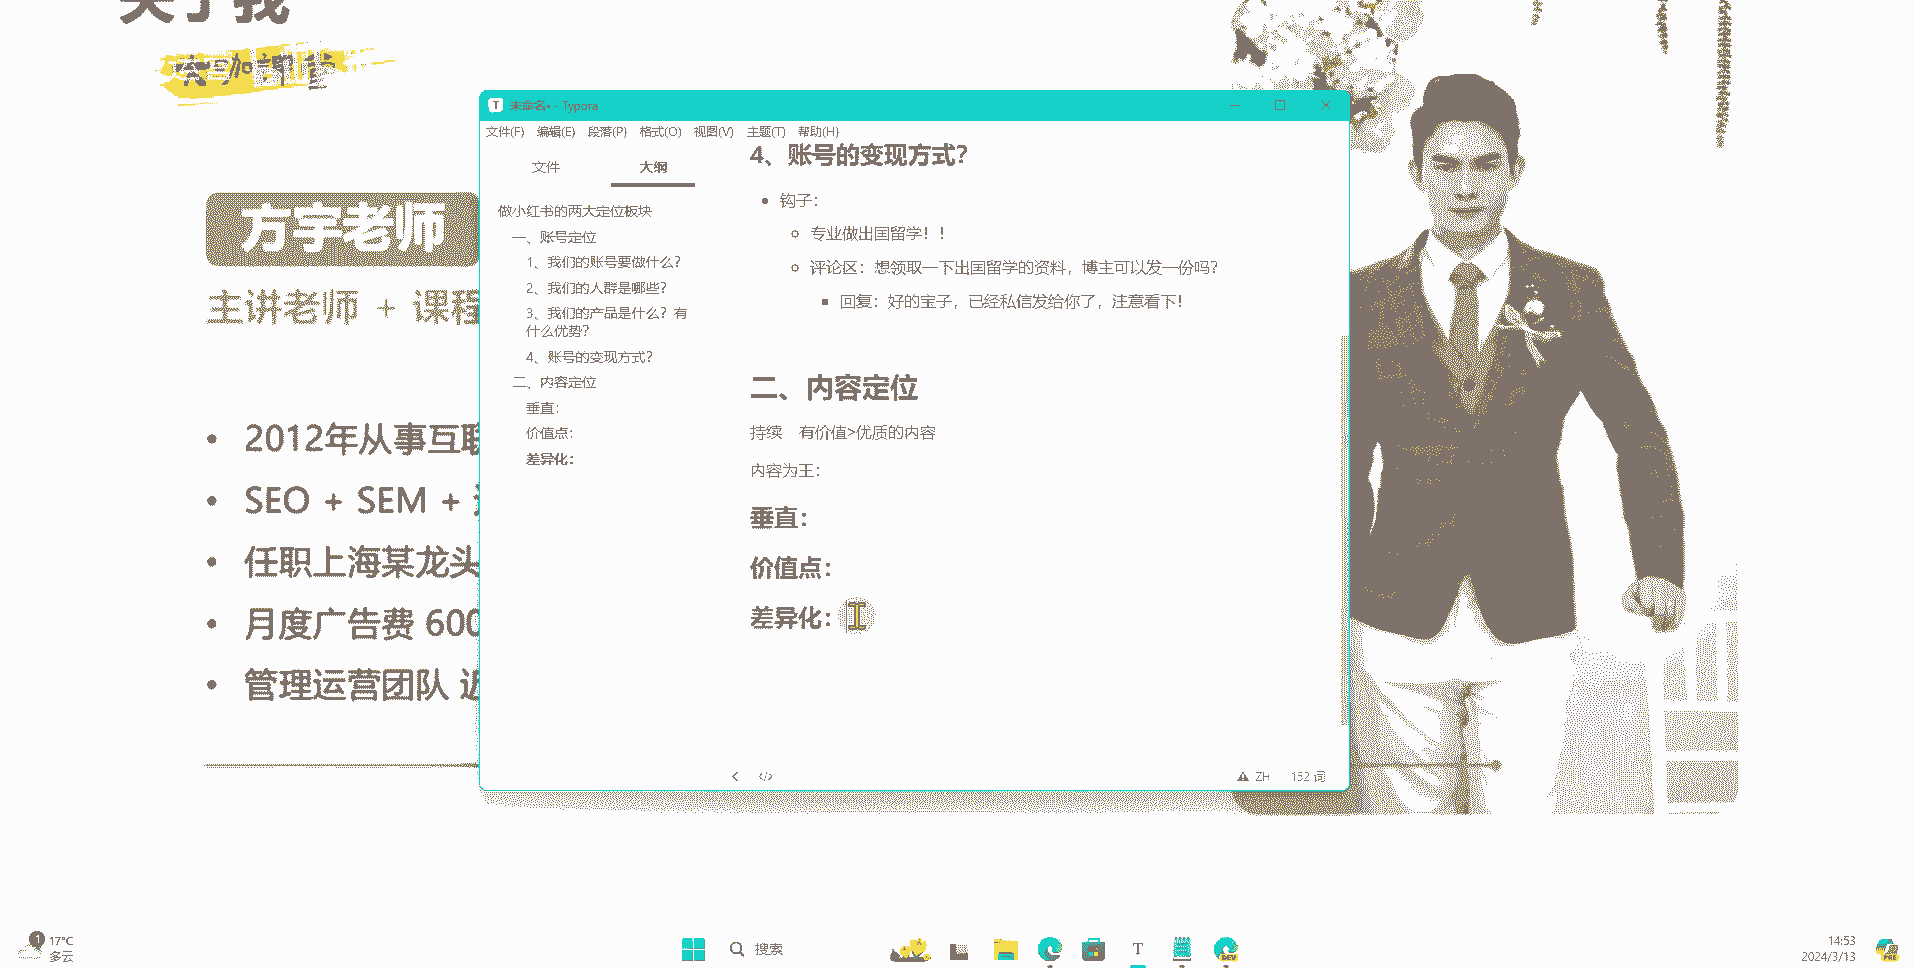 关于我
大咖课堂
方宇老师
主讲老师 + 课程
2012年从事互联
SEO + SEM +
任职上海某龙头
月度广告费 600
管理运营团队 近
未命名• - Typora
文件(F) 编辑(E) 段落(P) 格式(O) 视图(V) 主题(T) 帮助(H)
文件 大纲
做小红书的两大定位板块
一、账号定位
1、我们的账号要做什么？
2、我们的人群是哪些？
3、我们的产品是什么？有
什么优势？
4、账号的变现方式？
二、内容定位
垂直：
价值点：
差异化：
4、账号的变现方式？
钩子：
专业做出国留学！！
评论区：想领取一下出国留学的资料，博主可以发一份吗？
回复：好的宝子，已经私信发给你了，注意看下！
二、内容定位
持续 有价值>优质的内容
内容为王：
垂直：
价值点：
差异化：
ZH 152 词
1
17°C
多云
搜索
T
DEV
14:53
2024/3/13
PRE